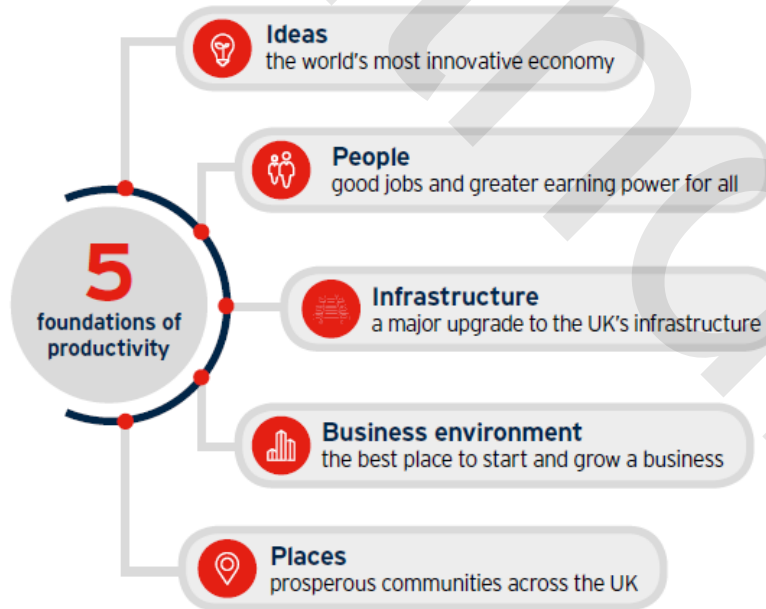 Ideas
the world's most innovative economy
People
good jobs and greater earning power for all
5
foundations of
productivity
Infrastructure
a major upgrade to the UK's infrastructure
Business environment
the best place to start and grow a business
Places
prosperous communities across the UK